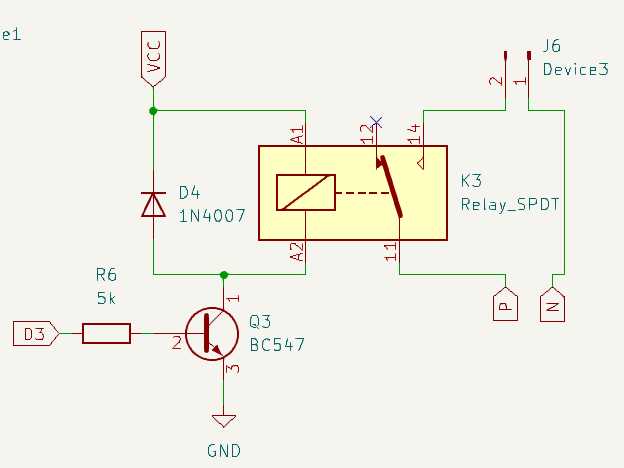 e1
VCC
J6
Device3
2
1
A1
12
14
D4
1N4007
K3
Relay_SPDT
A2
11
R6
5k
1
P
N
D3
2
Q3
BC547
3
GND